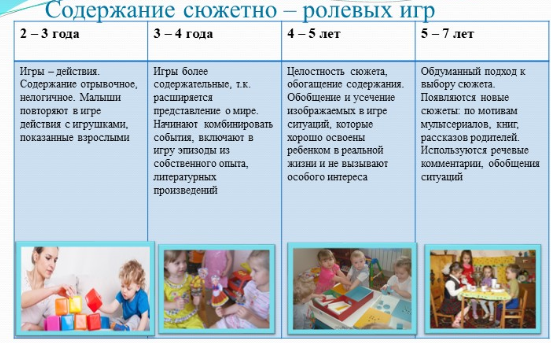 Содержание сюжетно – ролевых игр
2 – 3 года
3 – 4 года
4 – 5 лет
5 – 7 лет
Игры – действия.
Содержание отрывочное,
нелогичное. Малыши
повторяют в игре
действия с игрушками,
показанные взрослыми
Игры более
содержательные, т.к.
расширяется
представление о мире.
Начинают комбинировать
события, включают в
игру эпизоды из
собственного опыта,
литературных
произведений
Целостность сюжета,
обогащение содержания.
Обобщение и усечение
изображаемых в игре
ситуаций, которые
хорошо освоены
ребенком в реальной
жизни и не вызывают
особого интереса
Обдуманный подход к
выбору сюжета.
Появляются новые
сюжеты: по мотивам
мультсериалов, книг,
рассказов родителей.
Используются речевые
комментарии, обобщения
ситуаций